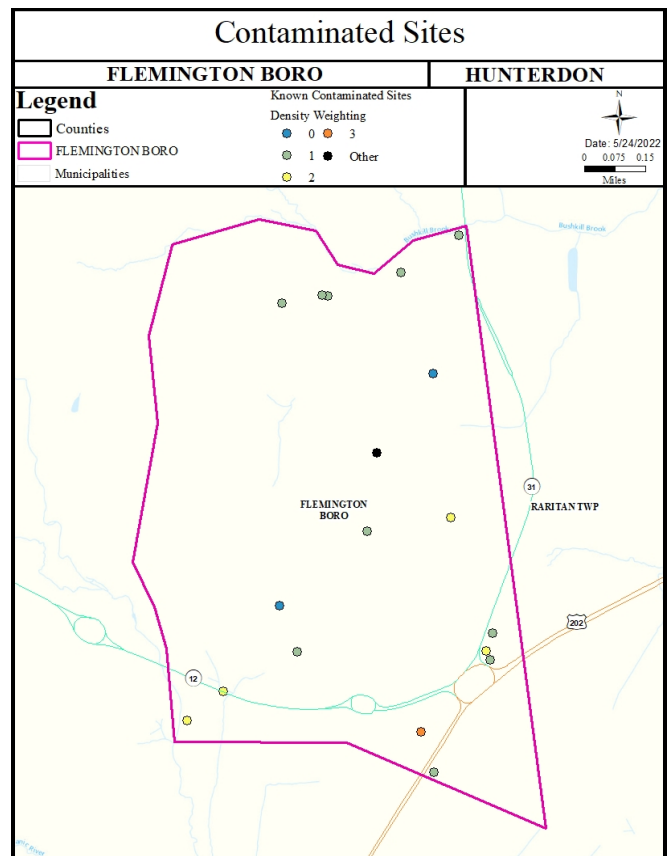 Contaminated Sites
FLEMINGTON BORO
HUNTERDON
Legend
Counties
FLEMINGTON BORO
Municipalities
Known Contaminated Sites
Density Weighting
0
3
1
Other
2
N
Date: 5/24/2022
0 0.075 0.15
Miles
Bushkill Brook
Bushkill Brook
31
FLEMINGTON
BORO
RARITAN TWP
202
12
River